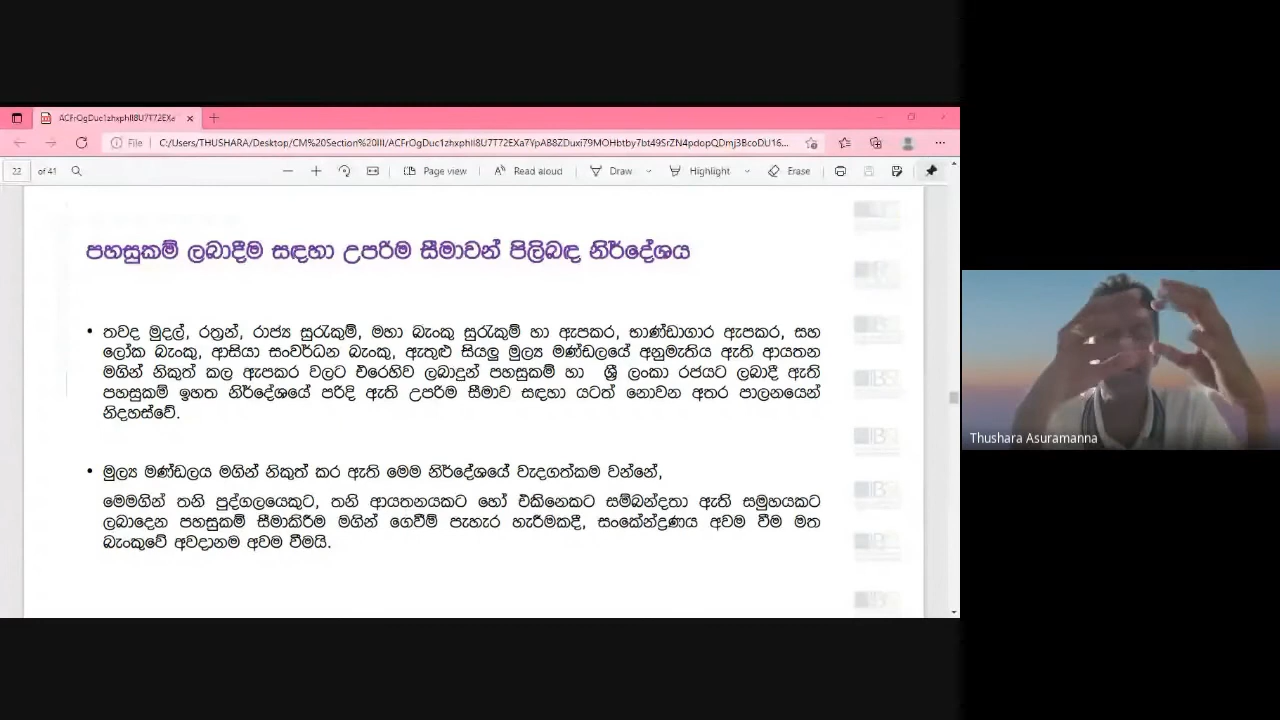 ACFrOgDuc1zhxphII8U7T72EXa
File
C:/Users/THUSHARA/Desktop/CM%20Section%20III/ACFrOgDuc1zhxphII8U7T72EXa7YpAB8ZDuxi79MOHbtby7bt49SrZN4pdopQDmj3BcoDU16...
22 of 41
Page view
Read aloud
Draw
Highlight
Erase
පහසුකම් ලබාදීම සඳහා උපරිම සීමාවන් පිලිබඳ නිර්දේශය
• තවද මුදල්, රත්‍රන්, රාජ්‍ය සුරැකුම්, මහා බැංකු සුරැකුම් හා ඇපකර, භාණ්ඩාගාර ඇපකර, සහ
ලෝක බැංකු, ආසියා සංවර්ධන බැංකු, ඇතුළු සියලු මූල්‍ය මණ්ඩලයේ අනුමැතිය ඇති ආයතන
මගින් නිකුත් කල ඇපකර වලට එරෙහිව ලබාදුන් පහසුකම් හා ශ්‍රී ලංකා රජයට ලබාදී ඇති
පහසුකම් ඉහත නිර්දේශයේ පරිදි ඇති උපරිම සීමාව සඳහා යටත් නොවන අතර පාලනයෙන්
නිදහස්වේ.
• මුල්‍ය මණ්ඩලය මගින් නිකුත් කර ඇති මෙම නිර්දේශයේ වැදගත්කම වන්නේ,
මෙමගින් තනි පුද්ගලයෙකුට, තනි ආයතනයකට හෝ එකිනෙකට සම්බන්දතා ඇති සමුහයකට
ලබාදෙන පහසුකම් සීමාකිරීම මගින් ගෙවීම් පැහැර හැරීමකදී, සංකේන්ද්‍රණය අවම වීම මත
බැංකුවේ අවදානම අවම වීමයි.
Thushara Asuramanna